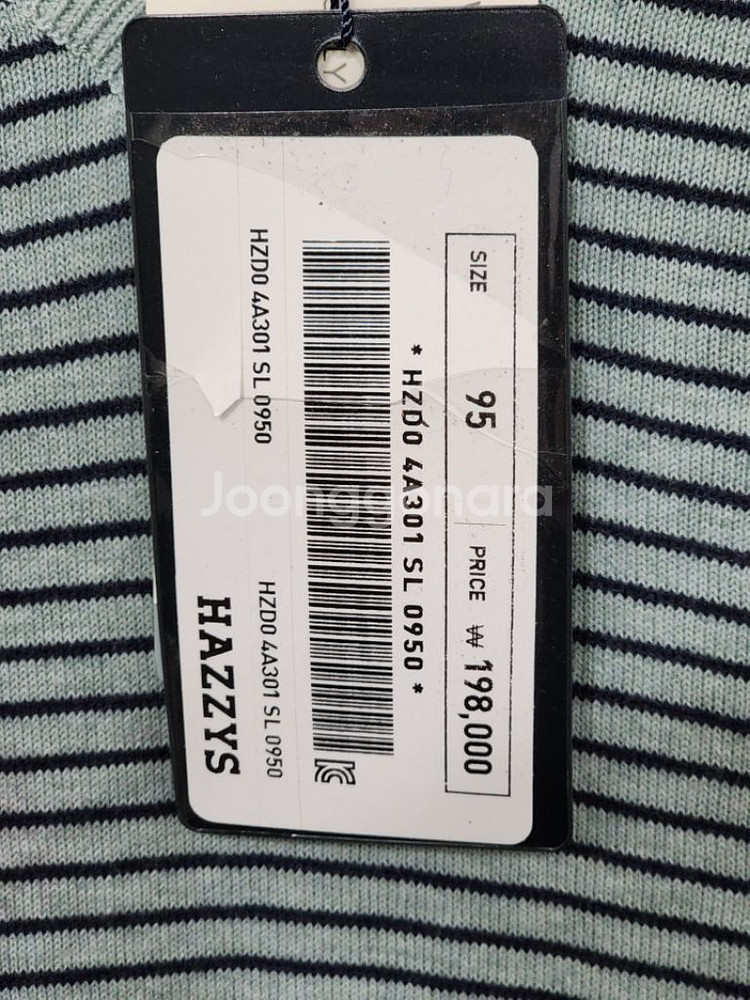 LY
SIZE 95 PRICE ₩ 198,000
* HZD0 4A301 SL 0950 *
HZD0 4A301 SL 0950 HZD0 4A301 SL 0950
HAZZYS
Joonggonara